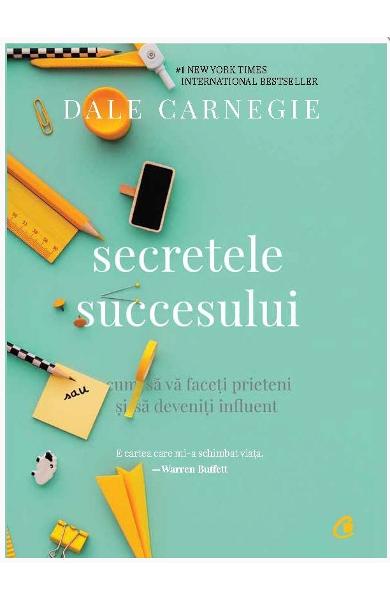 #1 NEW YORK TIMES
INTERNATIONAL BESTSELLER
DALE CARNEGIE
secretele
succesului
sau
cum să vă faceți prieteni
și să deveniți influent
E cartea care mi-a schimbat viața.
—Warren Buffett